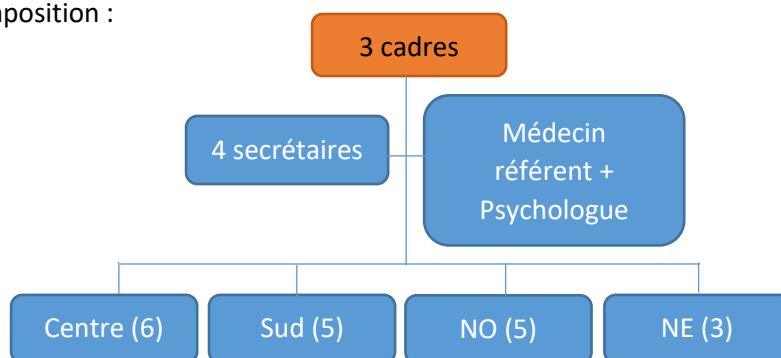 position :
3 cadres
4 secrétaires
Médecin
référent +
Psychologue
Centre (6)
Sud (5)
NO (5)
NE (3)